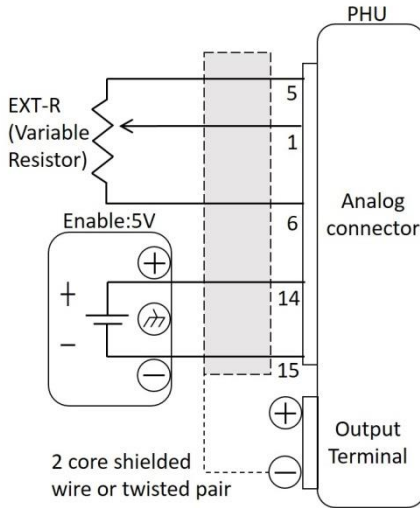 PHU
EXT-R
(Variable
Resistor)
5
1
6
Enable:5V
Analog
connector
+
+
14
−
−
15
+
Output
Terminal
2 core shielded
wire or twisted pair
−